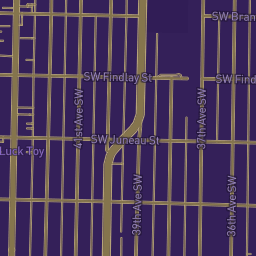 SW Bran
SW Findlay St
SW Find
41st Ave SW
37th Ave SW
SW Juneau St
Luck Toy
39th Ave SW
36th Ave SW